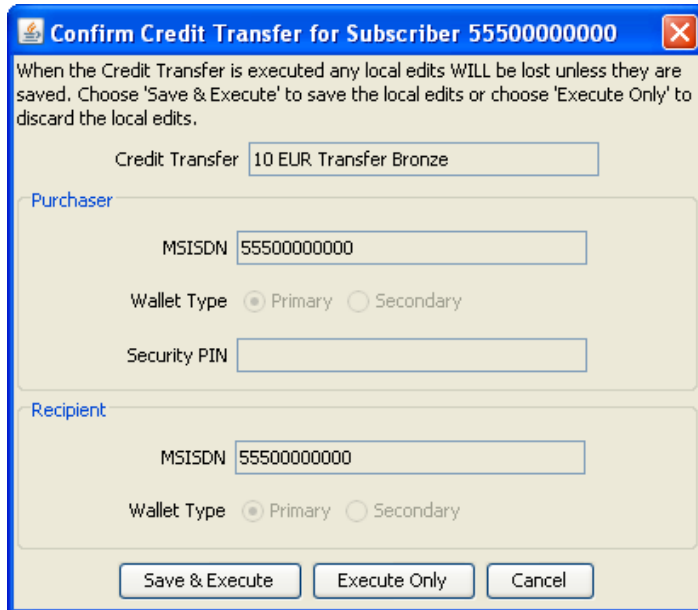 Confirm Credit Transfer for Subscriber 55500000000
When the Credit Transfer is executed any local edits WILL be lost unless they are
saved. Choose 'Save & Execute' to save the local edits or choose 'Execute Only' to
discard the local edits.
Credit Transfer 10 EUR Transfer Bronze
Purchaser
MSISDN 55500000000
Wallet Type Primary Secondary
Security PIN
Recipient
MSISDN 55500000000
Wallet Type Primary Secondary
Save & Execute Execute Only Cancel